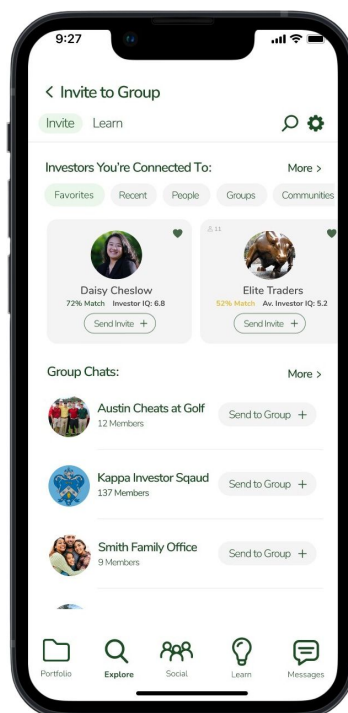 9:27
< Invite to Group
Invite Learn
Investors You're Connected To: More >
Favorites Recent People Groups Communities
11
Daisy Cheslow
72% Match Investor IQ: 6.8
Send Invite +
Elite Traders
52% Match Av. Investor IQ: 5.2
Send Invite +
Group Chats: More >
Austin Cheats at Golf
12 Members
Send to Group +
Kappa Investor Sqaud
137 Members
Send to Group +
Smith Family Office
9 Members
Send to Group +
Portfolio Explore Social Learn Messages